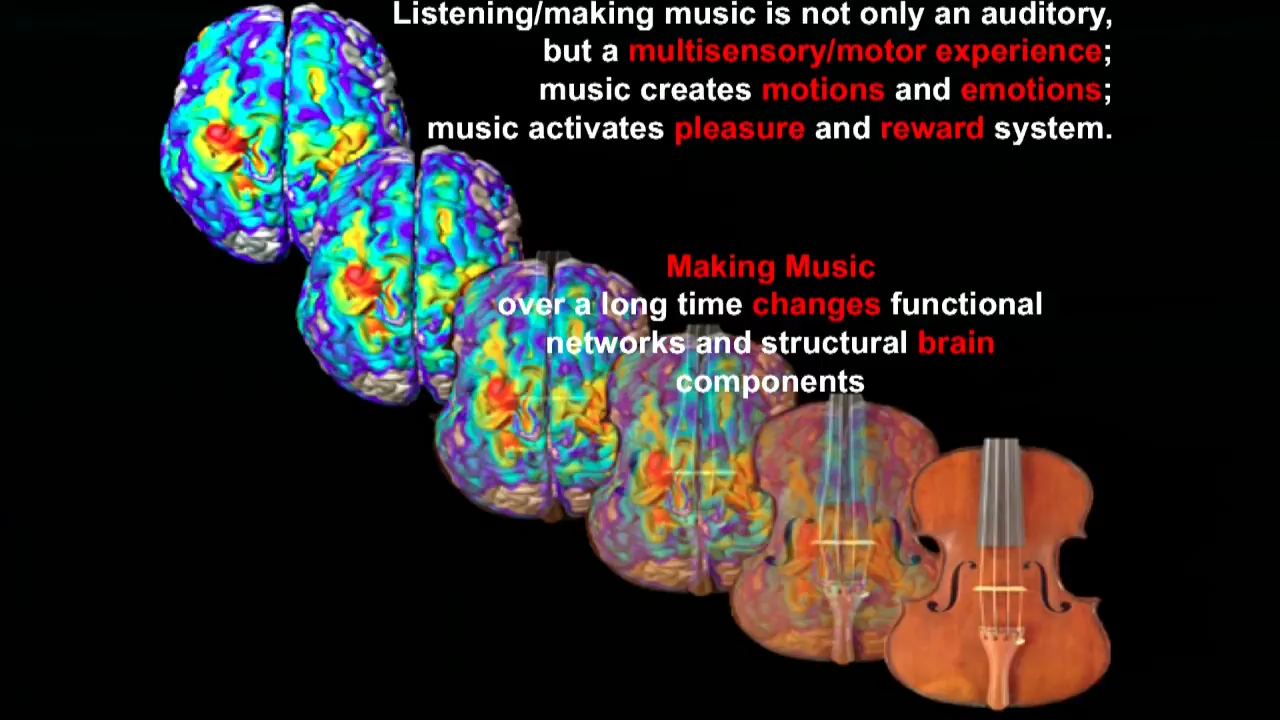 Listening/making music is not only an auditory,
but a multisensory/motor experience;
music creates motions and emotions;
music activates pleasure and reward system.
Making Music
over a long time changes functional
networks and structural brain
components